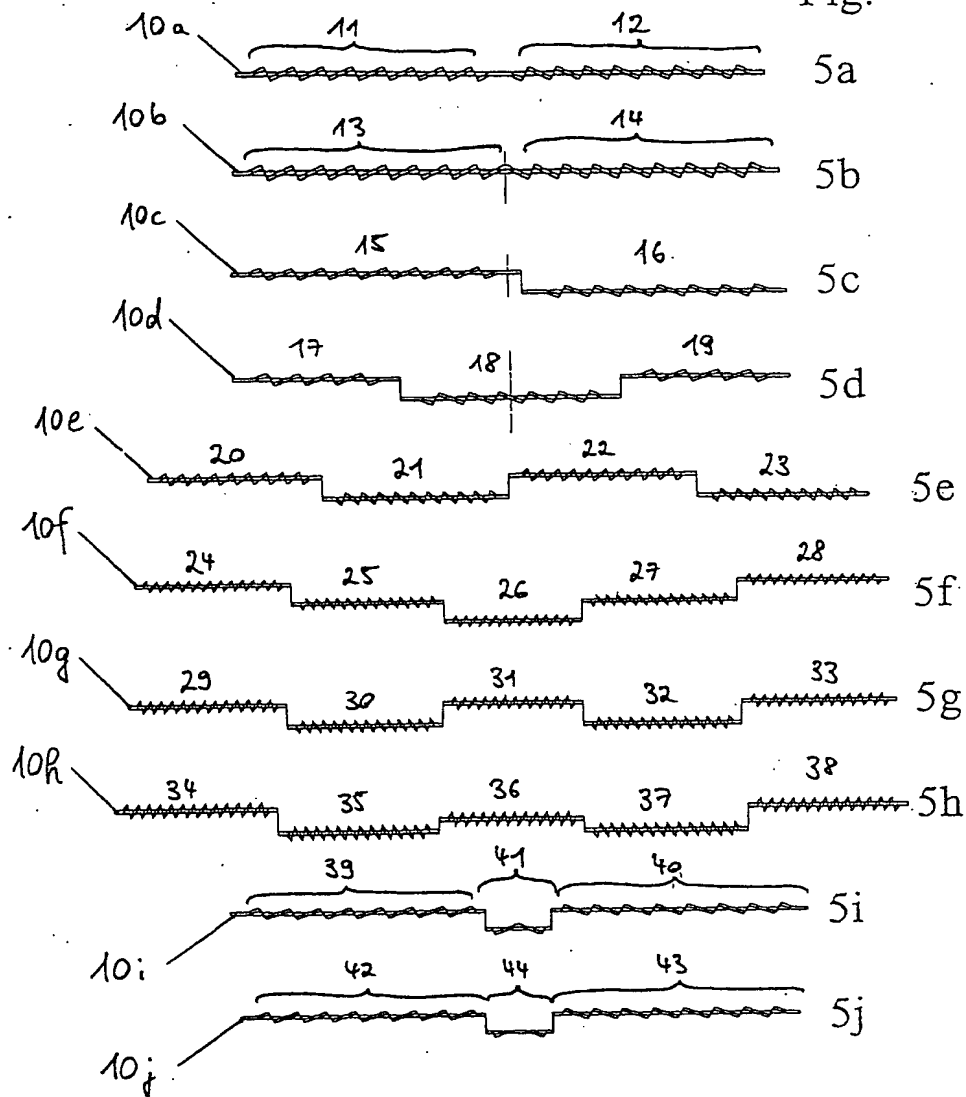 Fig.
10a 11 12 5a
10b 13 14 5b
10c 15 16 5c
10d 17 18 19 5d
10e 20 21 22 23 5e
10f 24 25 26 27 28 5f
10g 29 30 31 32 33 5g
10h 34 35 36 37 38 5h
39 41 40 5i
10i
42 44 43 5j
10j